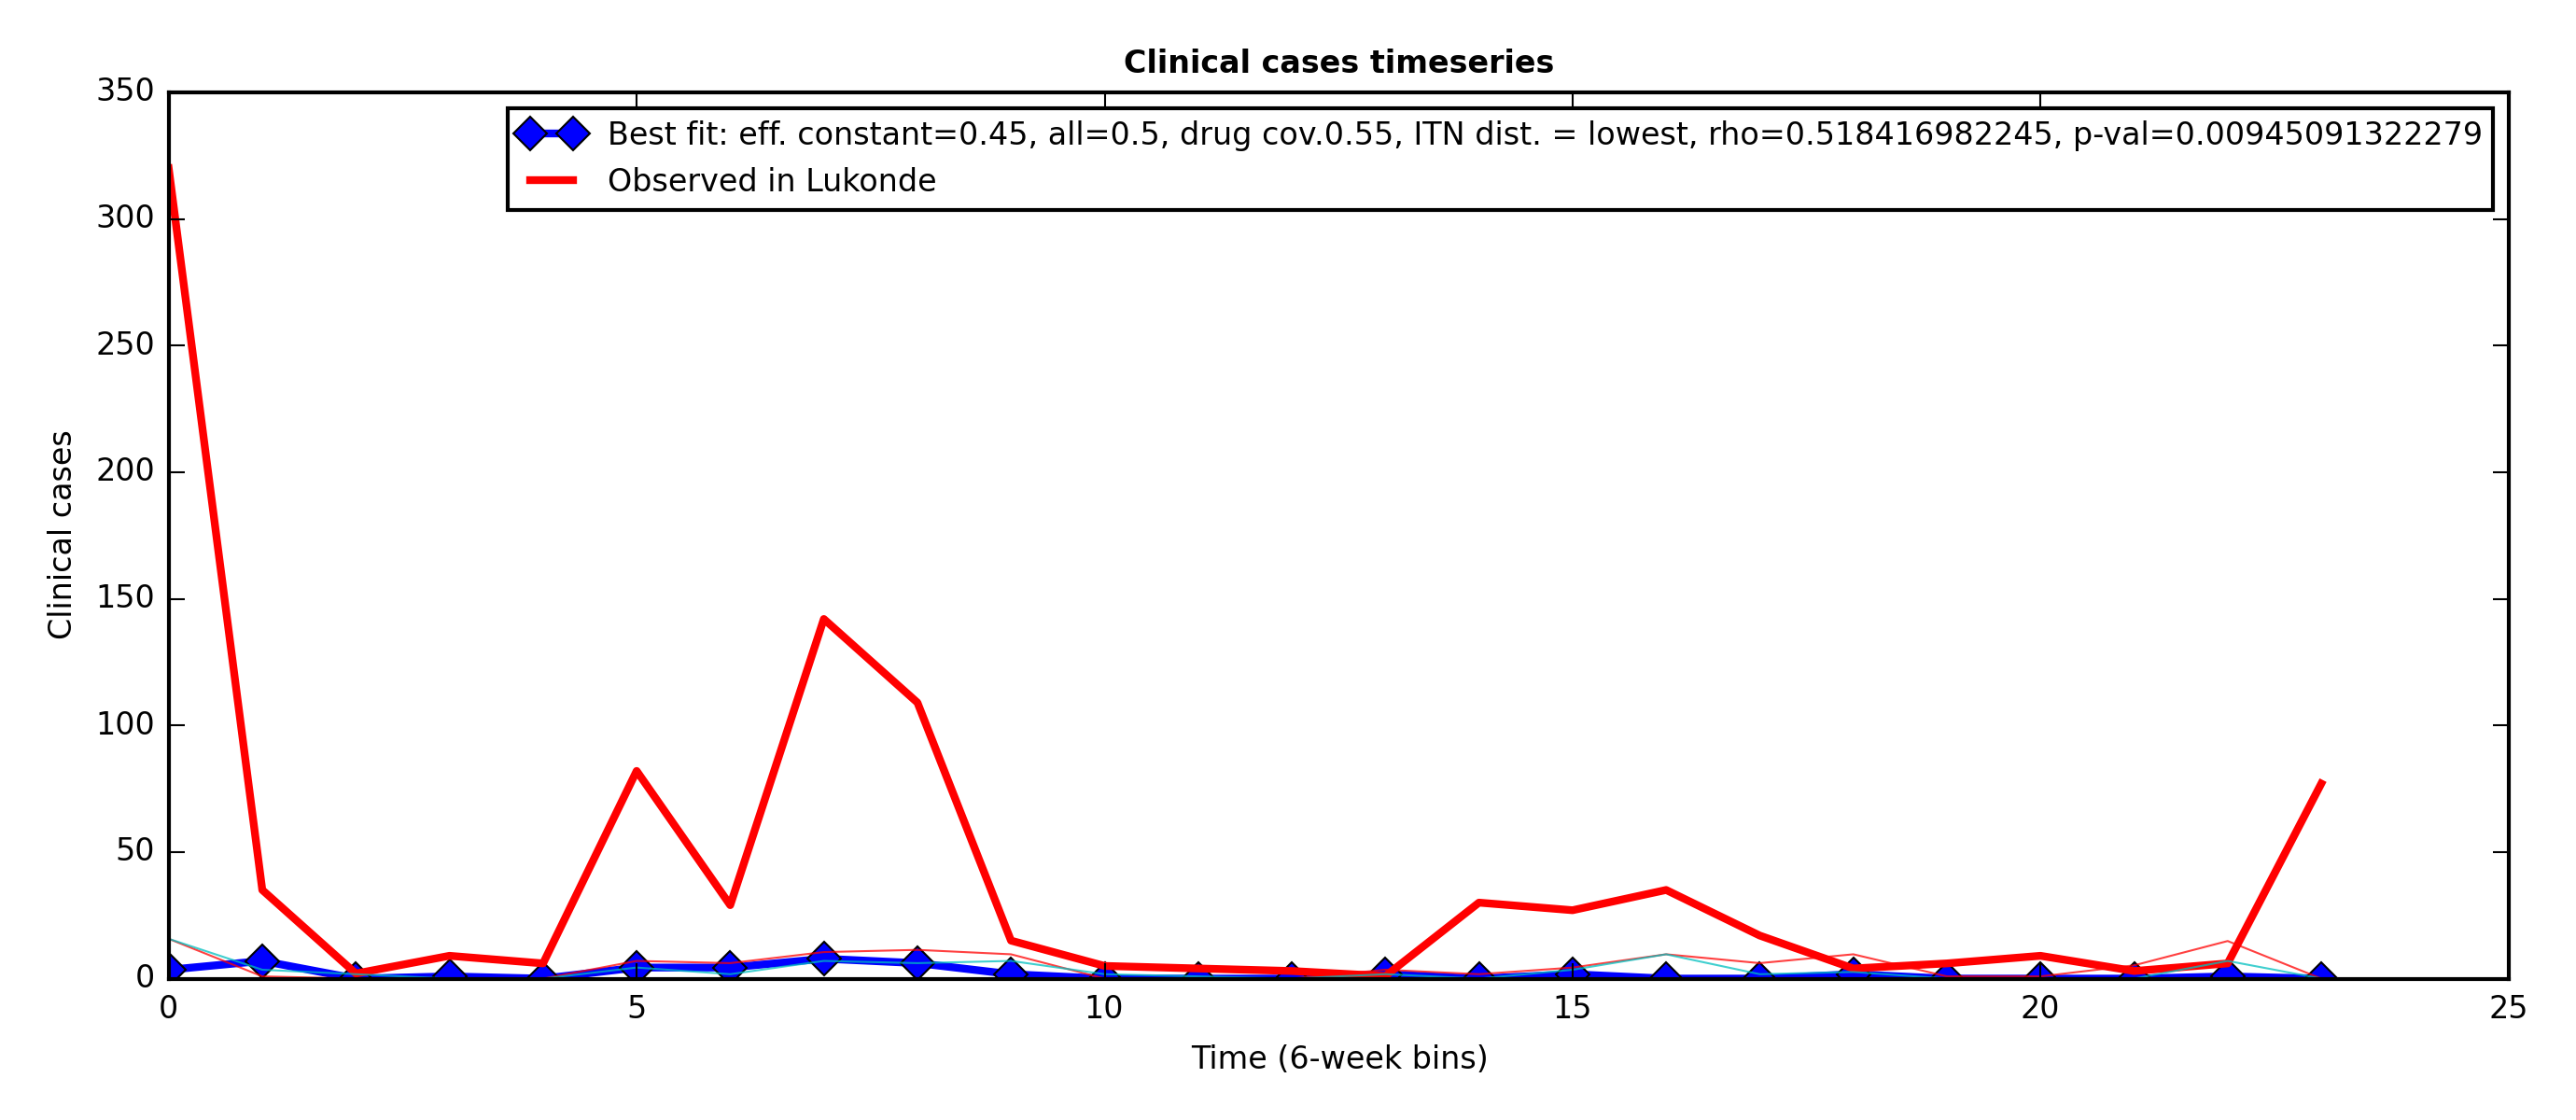 Clinical cases timeseries
350
300
250
200
150
100
50
0
Clinical cases
Best fit: eff. constant=0.45, all=0.5, drug cov.0.55, ITN dist. = lowest, rho=0.518416982245, p-val=0.00945091322279
Observed in Lukonde
0 5 10 15 20 25
Time (6-week bins)